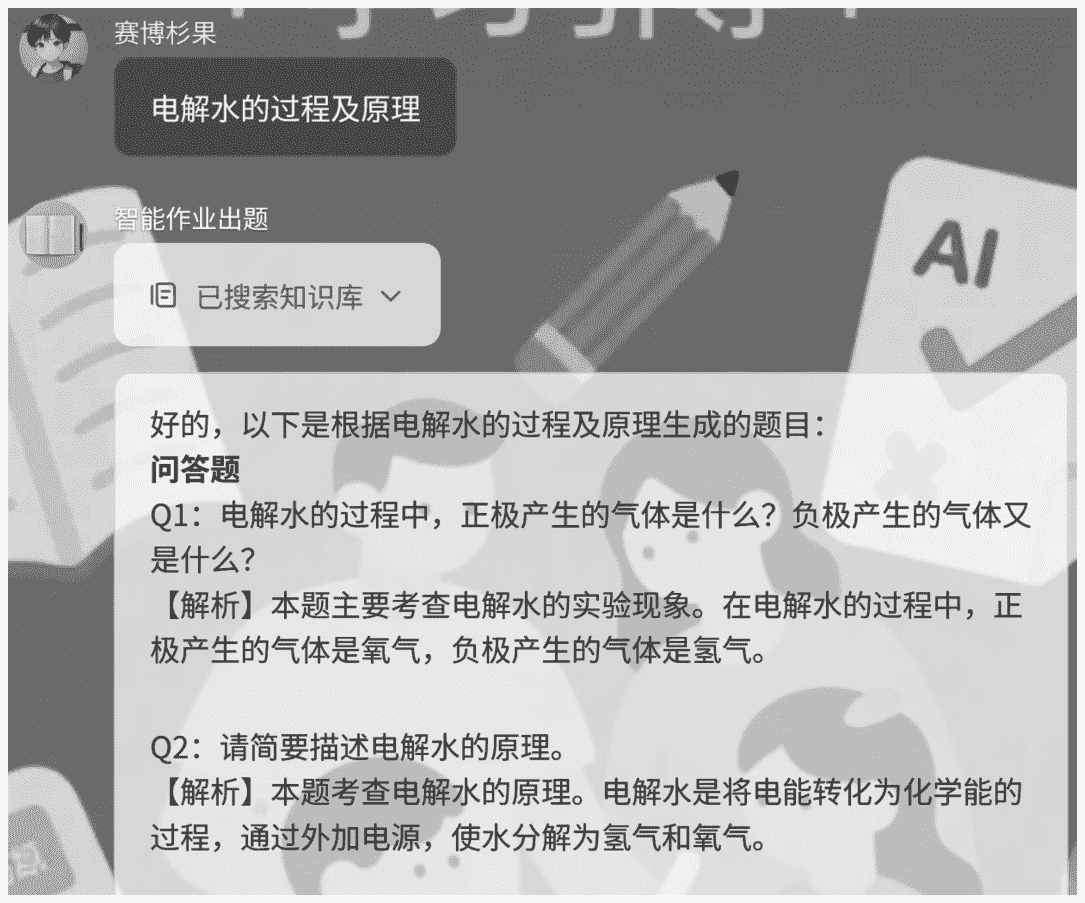 赛博杉果
电解水的过程及原理
智能作业出题
已搜索知识库
AI
好的，以下是根据电解水的过程及原理生成的题目：
问答题
Q1：电解水的过程中，正极产生的气体是什么？负极产生的气体又
是什么？
【解析】本题主要考查电解水的实验现象。在电解水的过程中，正
极产生的气体是氧气，负极产生的气体是氢气。
Q2：请简要描述电解水的原理。
【解析】本题考查电解水的原理。电解水是将电能转化为化学能的
过程，通过外加电源，使水分解为氢气和氧气。